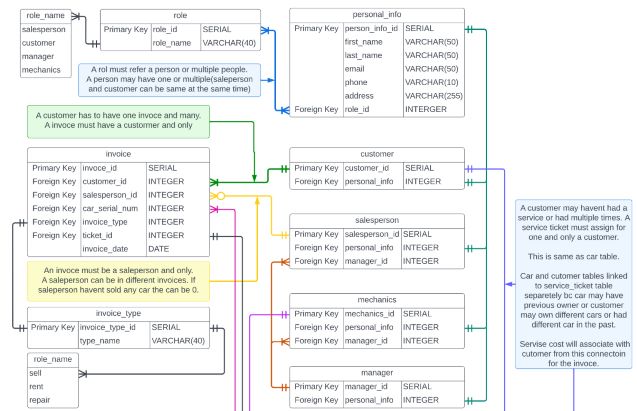 role_name
salesperson
customer
manager
mechanics
role
Primary Key role_id SERIAL
role_name VARCHAR(40)
personal_info
Primary Key person_info_id SERIAL
first_name VARCHAR(50)
last_name VARCHAR(50)
email VARCHAR(50)
phone VARCHAR(10)
address VARCHAR(255)
Foreign Key role_id INTERGER
A rol must refer a person or multiple people.
A person may have one or multiple(saleperson
and customer can be same at the same time)
A customer has to have one invoce and many.
A invoce must have a customer and only
invoice
Primary Key invoce_id SERIAL
Foreign Key customer_id INTEGER
Foreign Key salesperson_id INTEGER
Foreign Key car_serial_num INTEGER
Foreign Key invoice_type INTEGER
Foreign Key ticket_id INTEGER
invoice_date DATE
customer
Primary Key customer_id SERIAL
Foreign Key personal_info INTEGER
salesperson
Primary Key salesperson_id SERIAL
Foreign Key personal_info INTEGER
Foreign Key manager_id INTEGER
An invoce must be a saleperson and only.
A saleperson can be in different invoices. If
saleperson havent sold any car the can be 0.
mechanics
Primary Key mechanics_id SERIAL
Foreign Key personal_info INTEGER
Foreign Key manager_id INTEGER
invoice_type
Primary Key invoice_type_id SERIAL
type_name VARCHAR(40)
role_name
sell
rent
repair
manager
Primary Key manager_id SERIAL
Foreign Key personal_info INTEGER
A customer may havent had a
service or had multiple times. A
service ticket must assign for
one and only a customer.
This is same as car table.
Car and cutomer tables linked
to service_ticket table
separetely bc car may have
previous owner or customer
may own different cars or had
different car in the past.
Servise cost will associate with
cutomer from this connectoin
for the invoice.